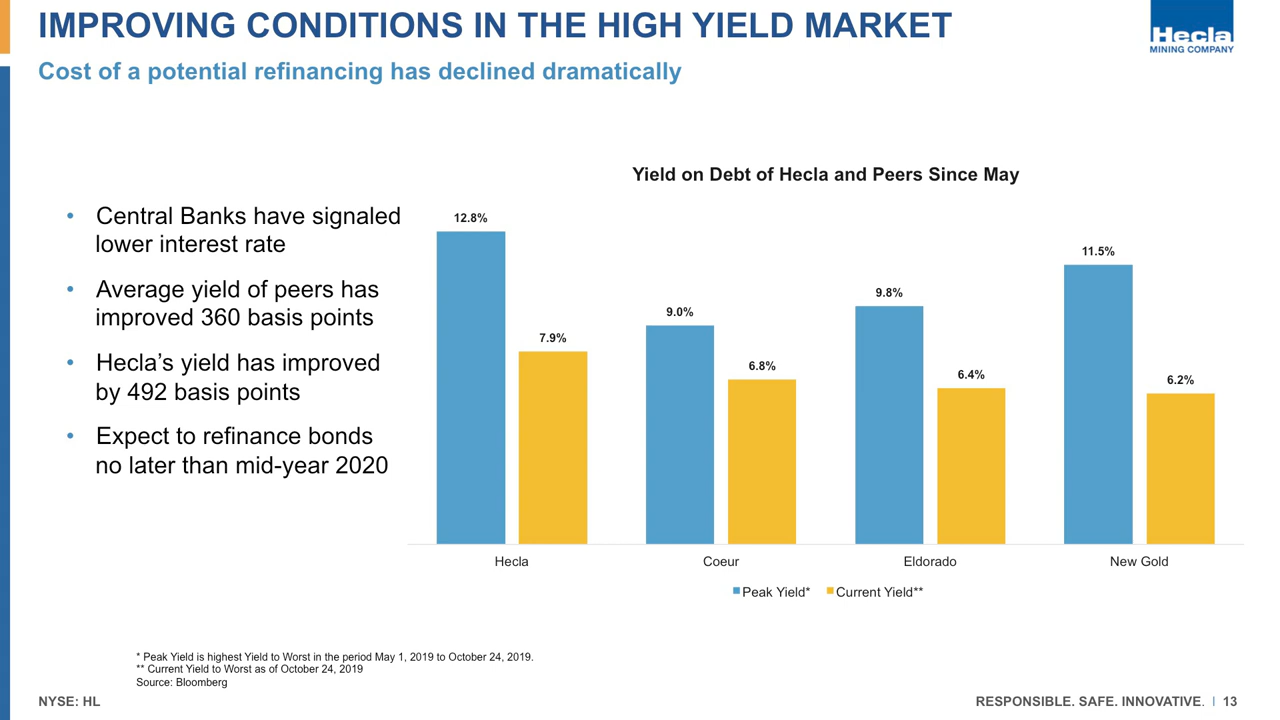 IMPROVING CONDITIONS IN THE HIGH YIELD MARKET
Cost of a potential refinancing has declined dramatically
Hecla
MINING COMPANY
• Central Banks have signaled
lower interest rate
• Average yield of peers has
improved 360 basis points
• Hecla’s yield has improved
by 492 basis points
• Expect to refinance bonds
no later than mid-year 2020
Yield on Debt of Hecla and Peers Since May
12.8%
7.9%
9.0%
6.8%
9.8%
6.4%
11.5%
6.2%
Hecla
Coeur
Eldorado
New Gold
Peak Yield* Current Yield**
* Peak Yield is highest Yield to Worst in the period May 1, 2019 to October 24, 2019.
** Current Yield to Worst as of October 24, 2019
Source: Bloomberg
NYSE: HL
RESPONSIBLE. SAFE. INNOVATIVE. | 13